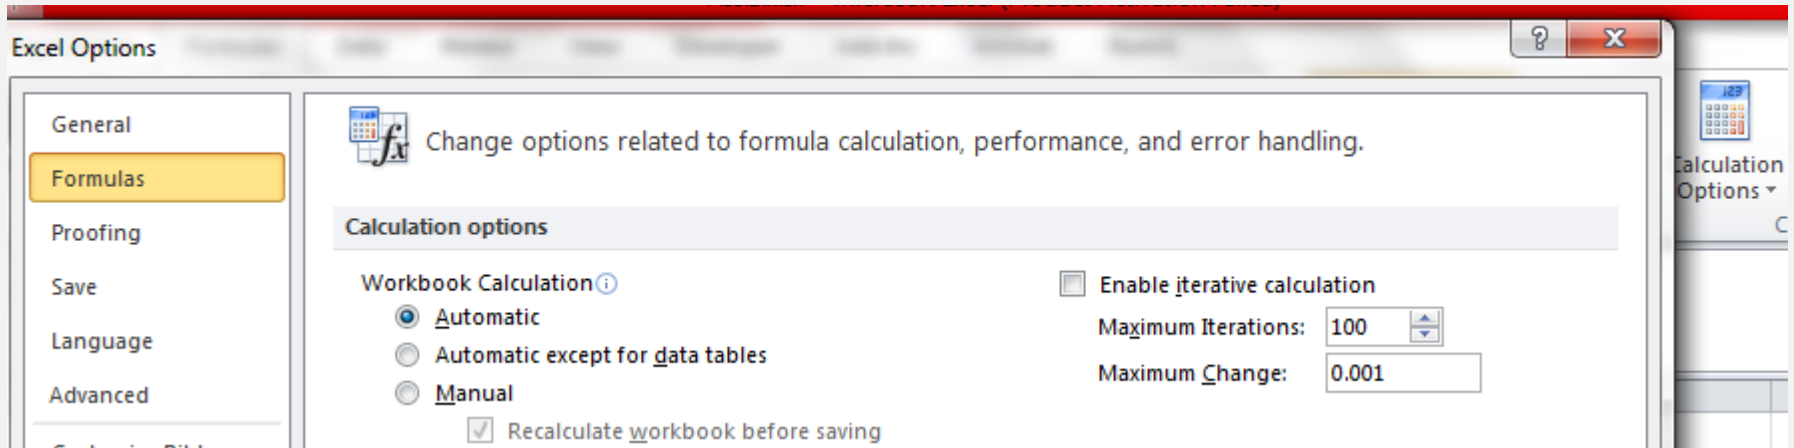 Excel Options
General
Formulas
Proofing
Save
Language
Advanced
Change options related to formula calculation, performance, and error handling.
Calculation options
Workbook Calculation
Automatic
Automatic except for data tables
Manual
Recalculate workbook before saving
Enable iterative calculation
Maximum Iterations: 100
Maximum Change: 0.001
Calculation
Options